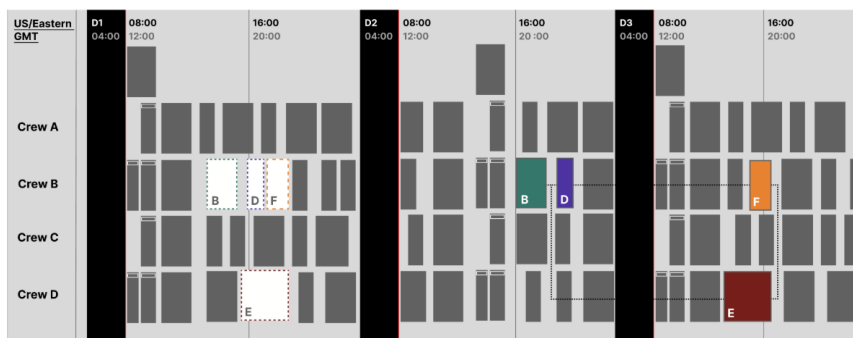 US/Eastern D1 08:00 16:00 D2 08:00 16:00 D3 08:00 16:00
GMT 04:00 12:00 20:00 04:00 12:00 20 :00 04:00 12:00 20:00
Crew A
Crew B
B D F B D F
Crew C
Crew D
E E